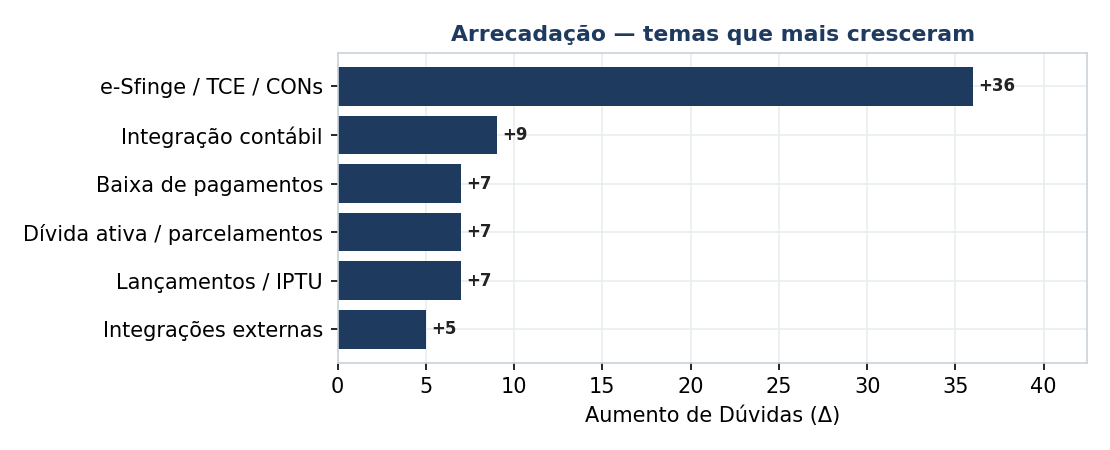 Arrecadação — temas que mais cresceram
e-Sfinge / TCE / CONs +36
Integração contábil +9
Baixa de pagamentos +7
Dívida ativa / parcelamentos +7
Lançamentos / IPTU +7
Integrações externas +5
0 5 10 15 20 25 30 35 40
Aumento de Dúvidas (Δ)